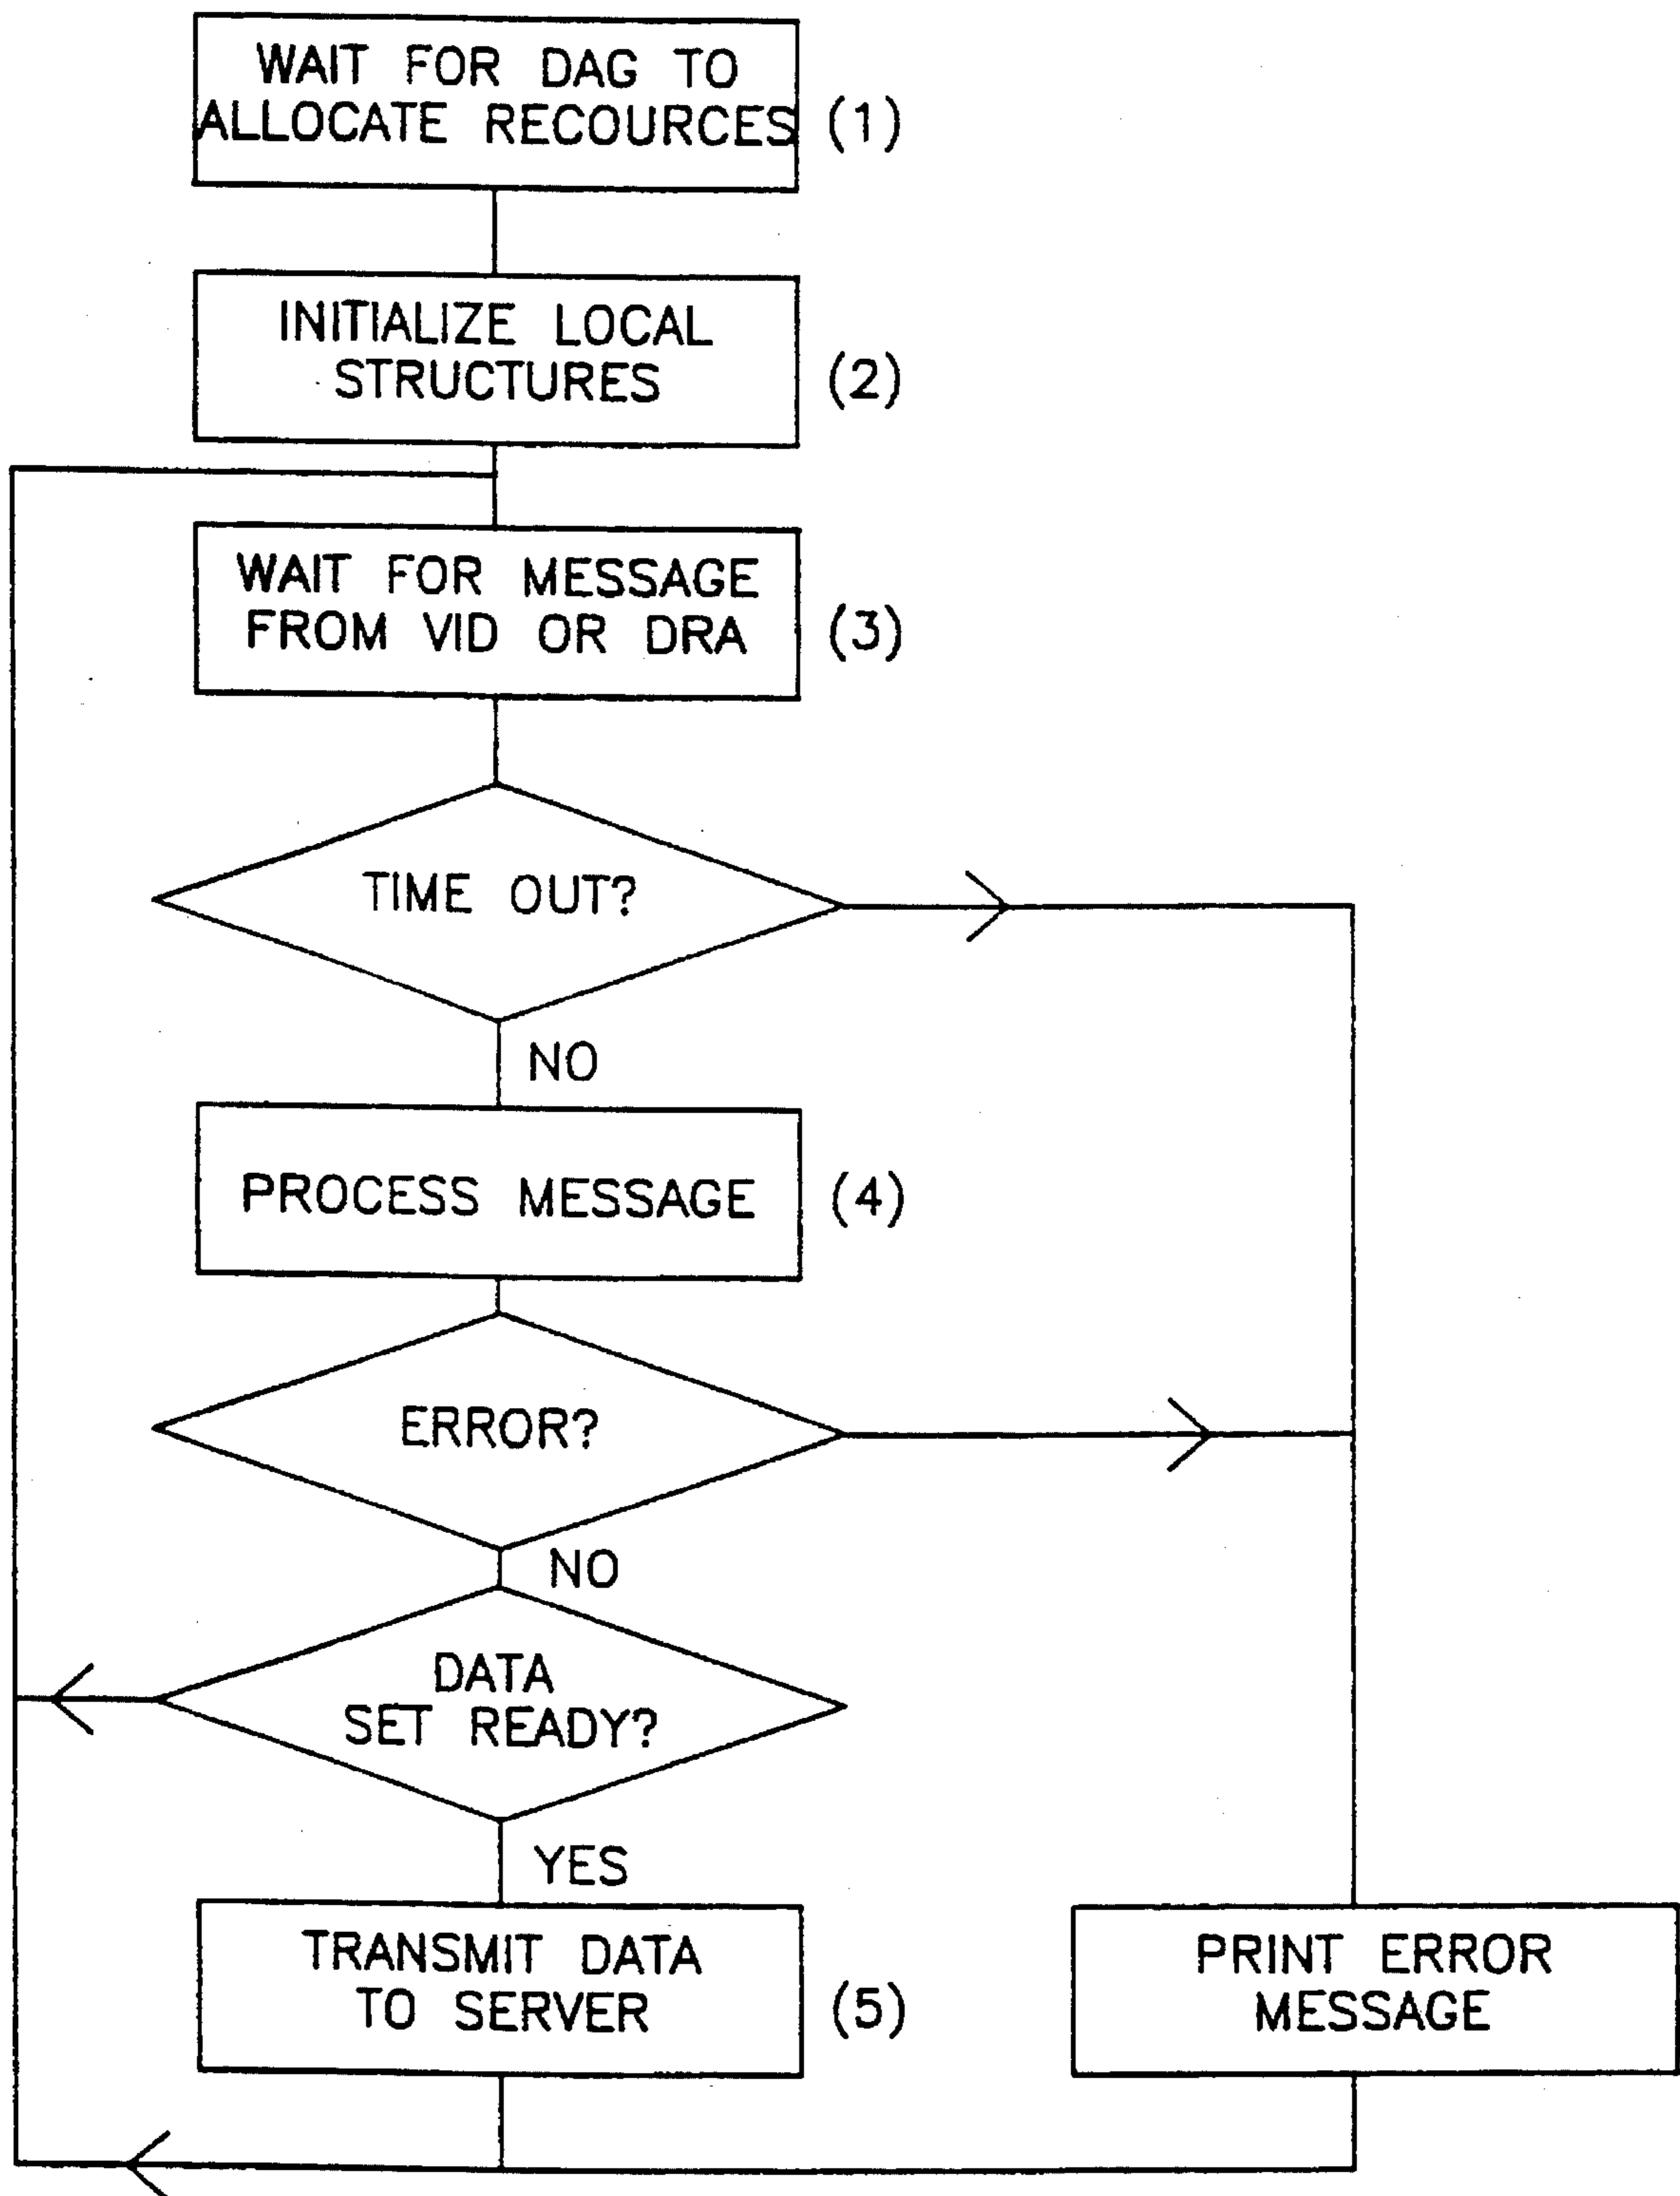 WAIT FOR DAG TO
ALLOCATE RECOURCES
(1)
INITIALIZE LOCAL
STRUCTURES
(2)
WAIT FOR MESSAGE
FROM VID OR DRA
(3)
TIME OUT?
NO
PROCESS MESSAGE
(4)
ERROR?
NO
DATA
SET READY?
YES
TRANSMIT DATA
TO SERVER
(5)
PRINT ERROR
MESSAGE